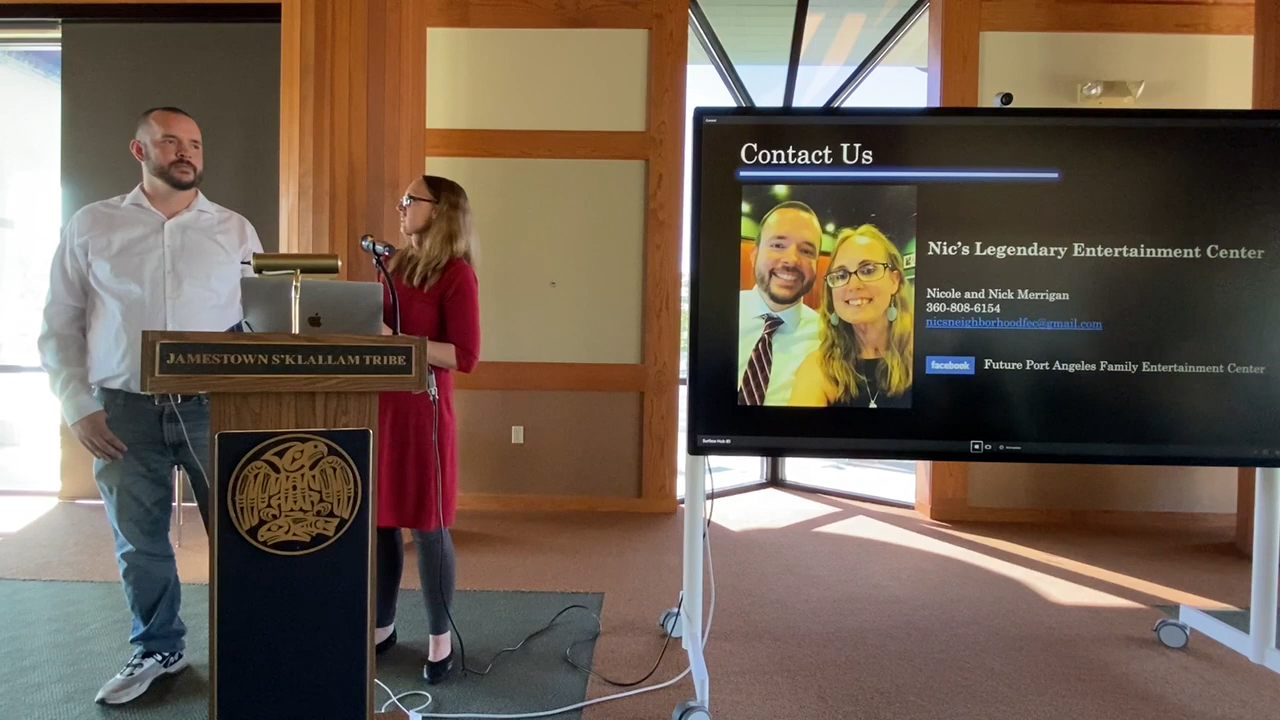 Contact Us
Nic's Legendary Entertainment Center
Nicole and Nick Merrigan
360-808-6154
nicsneighborhoodfec@gmail.com
facebook Future Port Angeles Family Entertainment Center
JAMESTOWN S'KLALLAM TRIBE